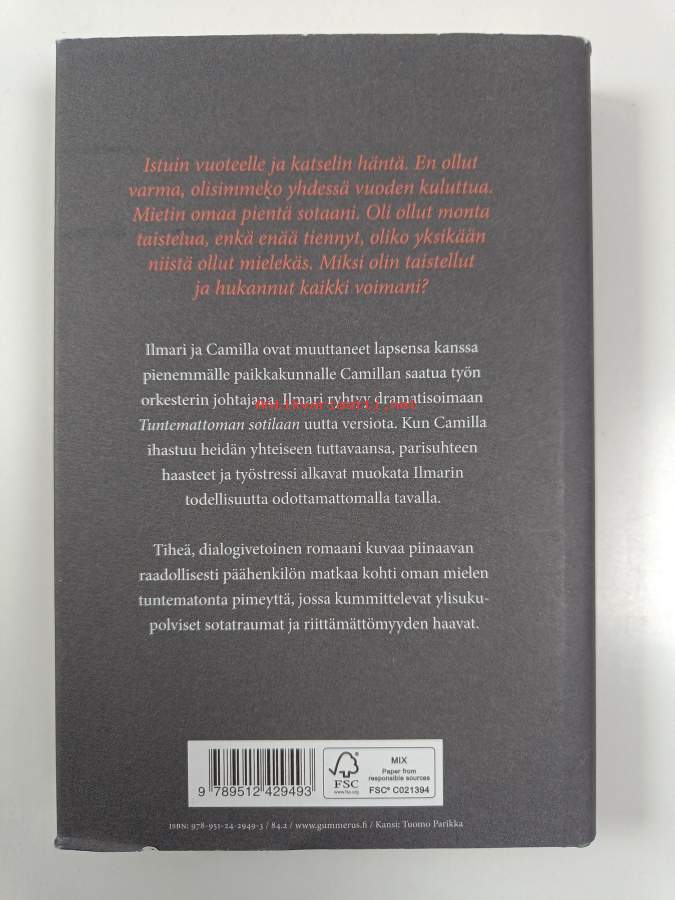 Istuin vuoteelle ja katselin häntä. En ollut
varma, olisimmeko yhdessä vuoden kuluttua.
Mietin omaa pientä sotaani. Oli ollut monta
taistelua, enkä enää tiennyt, oliko yksikään
niistä ollut mielekäs. Miksi olin taistellut
ja hukannut kaikki voimani?
Ilmari ja Camilla ovat muuttaneet lapsensa kanssa
pienemmälle paikkakunnalle Camillan saatua työn
orkesterin johtajana. Ilmari ryhtyy dramatisoimaan
Tuntemattoman sotilaan uutta versiota. Kun Camilla
ihastuu heidän yhteiseen tuttavaansa, parisuhteen
haasteet ja työstressi alkavat muokata Ilmarin
todellisuutta odottamattomalla tavalla.
Tiheä, dialogivetoinen romaani kuvaa piinaavan
raadollisesti päähenkilön matkaa kohti oman mielen
tuntematonta pimeyttä, jossa kummittelevat ylisuku-
polviset sotatraumat ja riittämättömyyden haavat.
9 789512 429493
FSC
www.fsc.org
MIX
Paper from
responsible sources
FSC® C021394
ISBN: 978-951-24-2949-3 / 84.2 / www.gummerus.fi / Kansi: Tuomo Parikka